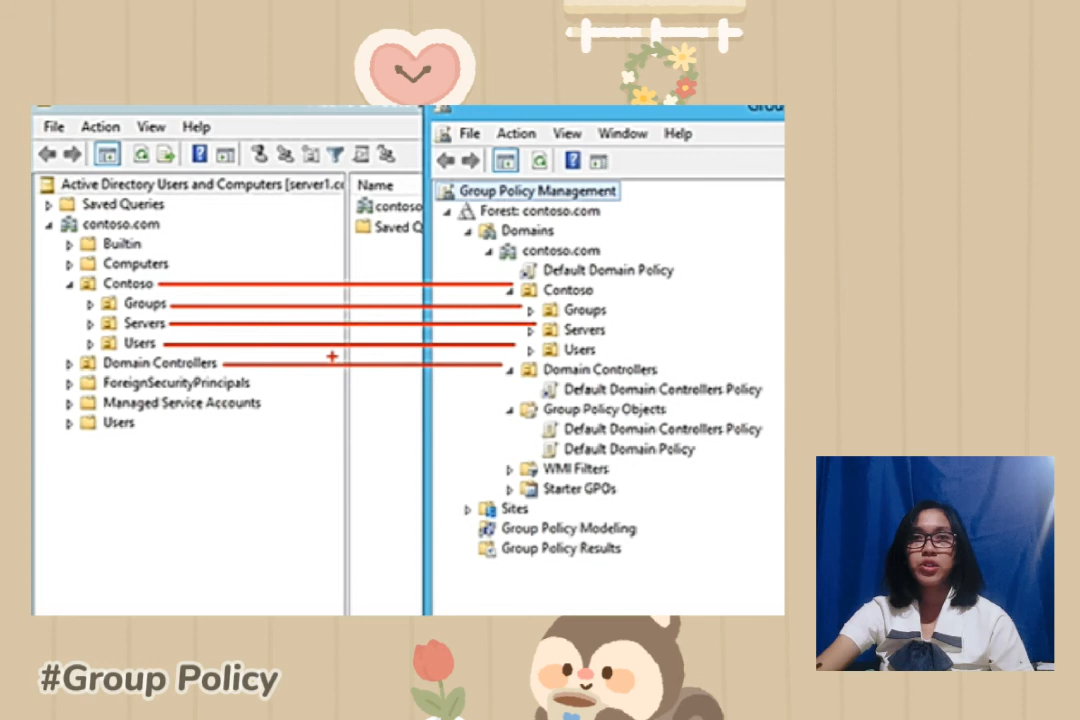 File Action View Help
Active Directory Users and Computers [server1.co
Saved Queries
contoso.com
Builtin
Computers
Contoso
Groups
Servers
Users
Domain Controllers
ForeignSecurityPrincipals
Managed Service Accounts
Users
Name
contoso
Saved Q
Grou
File Action View Window Help
Group Policy Management
Forest: contoso.com
Domains
contoso.com
Default Domain Policy
Contoso
Groups
Servers
Users
Domain Controllers
Default Domain Controllers Policy
Group Policy Objects
Default Domain Controllers Policy
Default Domain Policy
WMI Filters
Starter GPOs
Sites
Group Policy Modeling
Group Policy Results
#Group Policy